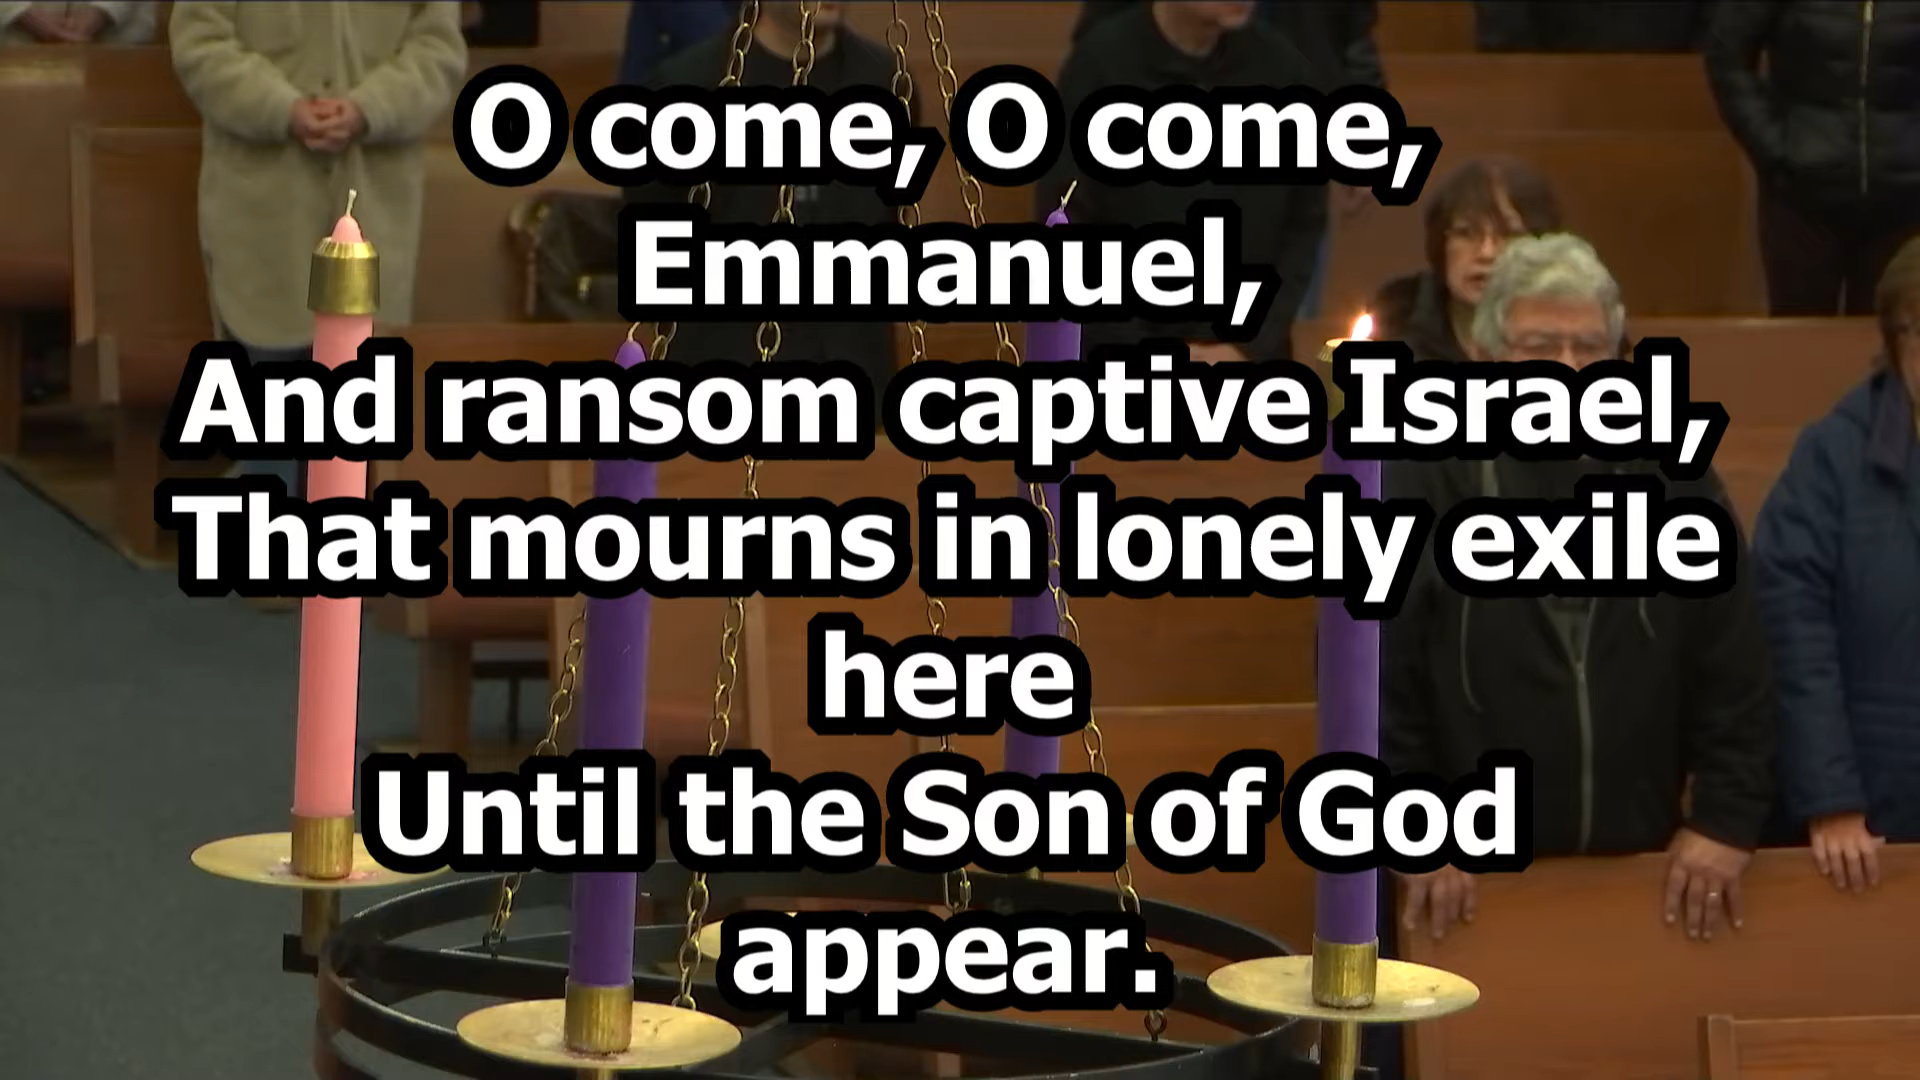 O come, O come,
Emmanuel,
And ransom captive Israel,
That mourns in lonely exile
here
Until the Son of God
appear.